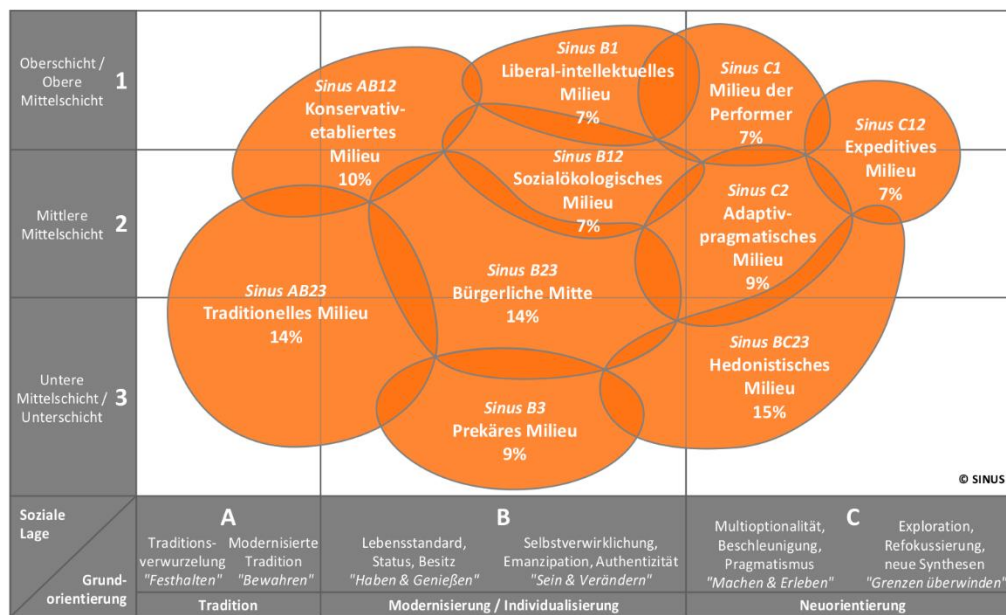 Oberschicht /
Obere
Mittelschicht
1
Mittlere
Mittelschicht
2
Untere
Mittelschicht /
Unterschicht
3
Sinus AB12
Konservativ-
etabliertes
Milieu
10%
Sinus B1
Liberal-intellektuelles
Milieu
7%
Sinus C1
Milieu der
Performer
7%
Sinus C12
Expeditives
Milieu
7%
Sinus B12
Sozialökologisches
Milieu
7%
Sinus C2
Adaptiv-
pragmatisches
Milieu
9%
Sinus AB23
Traditionelles Milieu
14%
Sinus B23
Bürgerliche Mitte
14%
Sinus BC23
Hedonistisches
Milieu
15%
Sinus B3
Prekäres Milieu
9%
© SINUS
Soziale
Lage
Grund-
orientierung
A
Traditions-
verwurzelung
"Festhalten"
Modernisierte
Tradition
"Bewahren"
Tradition
B
Lebensstandard,
Status, Besitz
"Haben & Genießen"
Selbstverwirklichung,
Emanzipation, Authentizität
"Sein & Verändern"
Modernisierung / Individualisierung
C
Multioptionalität,
Beschleunigung,
Pragmatismus
"Machen & Erleben"
Exploration,
Refokussierung,
neue Synthesen
"Grenzen überwinden"
Neuorientierung